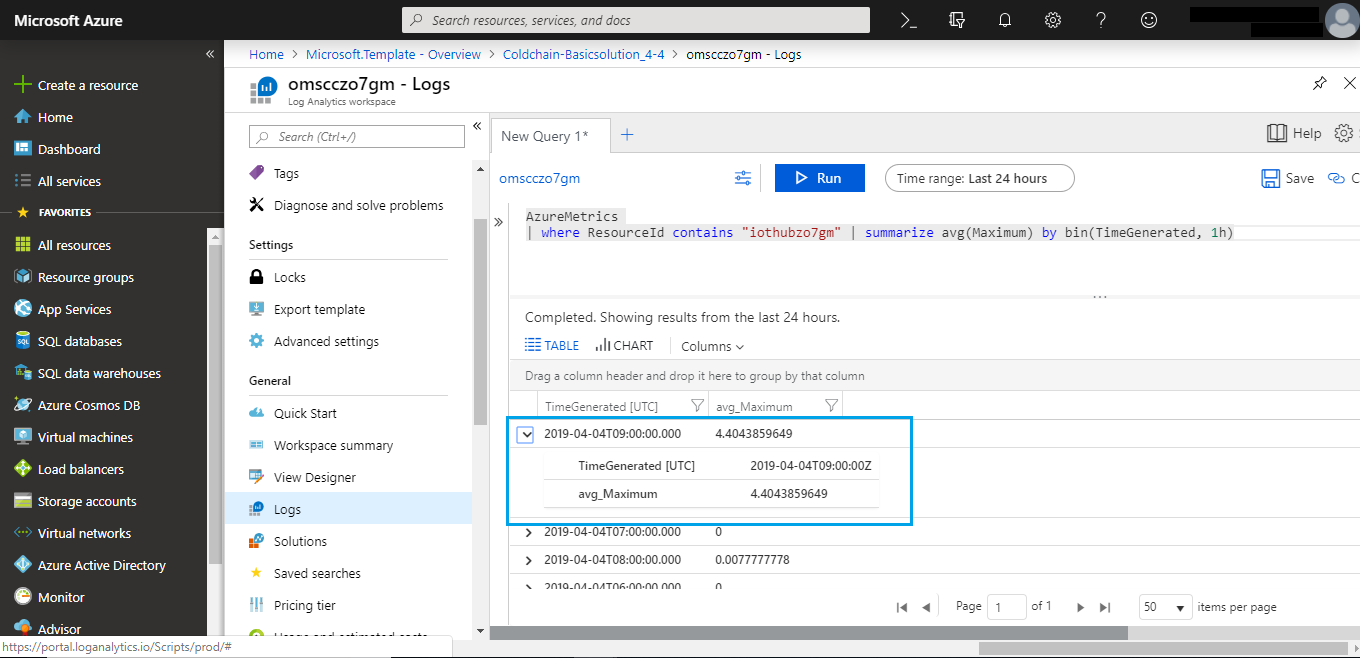 Microsoft Azure
Search resources, services, and docs
Home > Microsoft.Template - Overview > Coldchain-Basicsolution_4-4 > omscczo7gm - Logs
omscczo7gm - Logs
Log Analytics workspace
Create a resource
Home
Dashboard
All services
FAVORITES
All resources
Resource groups
App Services
SQL databases
SQL data warehouses
Azure Cosmos DB
Virtual machines
Load balancers
Storage accounts
Virtual networks
Azure Active Directory
Monitor
Advisor
https://portal.loganalytics.io/Scripts/prod/#
Search (Ctrl+/)
Tags
Diagnose and solve problems
Settings
Locks
Export template
Advanced settings
General
Quick Start
Workspace summary
View Designer
Logs
Solutions
Saved searches
Pricing tier
Usage and estimated costs
New Query 1*
Help
omscczo7gm
Run
Time range: Last 24 hours
Save
C
AzureMetrics
| where ResourceId contains "iothubzo7gm" | summarize avg(Maximum) by bin(TimeGenerated, 1h)
Completed. Showing results from the last 24 hours.
TABLE CHART Columns
Drag a column header and drop it here to group by that column
TimeGenerated [UTC] avg_Maximum
2019-04-04T09:00:00.000 4.4043859649
TimeGenerated [UTC] 2019-04-04T09:00:00Z
avg_Maximum 4.4043859649
2019-04-04T07:00:00.000 0
2019-04-04T08:00:00.000 0.0077777778
2019-04-04T06:00:00.000 0
Page 1 of 1 50 items per page